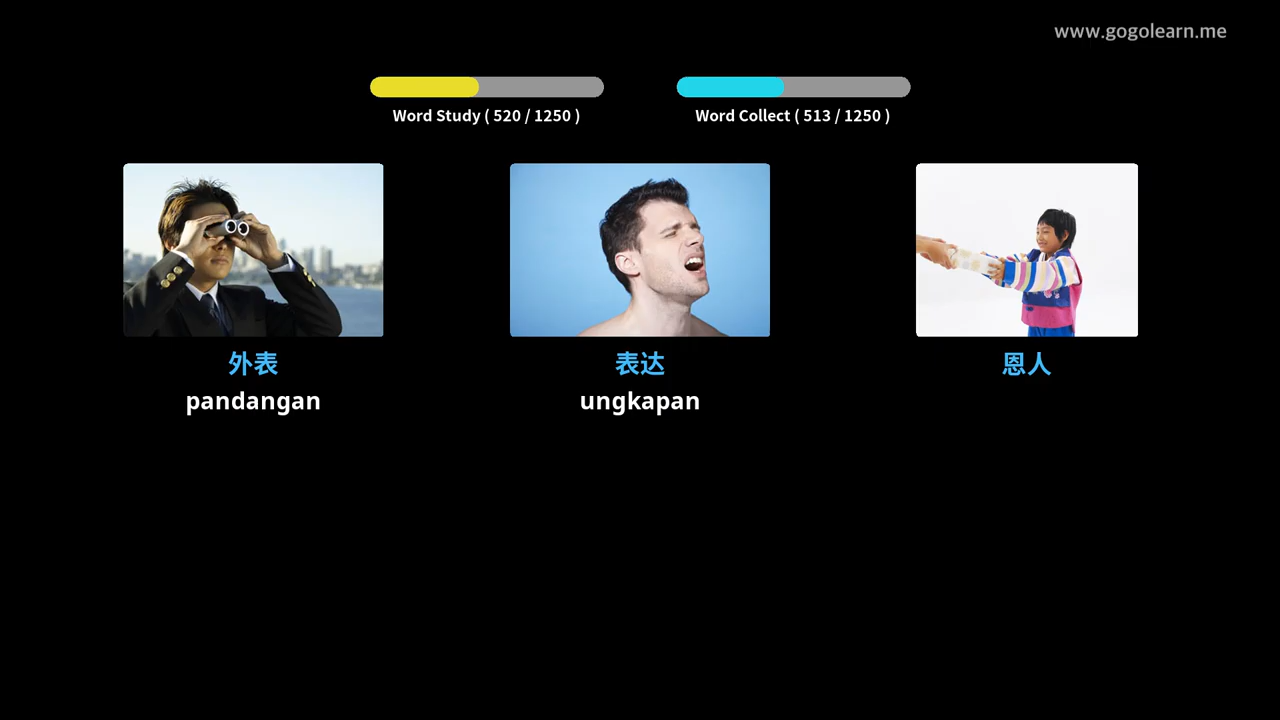 www.gogolearn.me
Word Study ( 520 / 1250 )
Word Collect ( 513 / 1250 )
外表
表达
恩人
pandangan
ungkapan